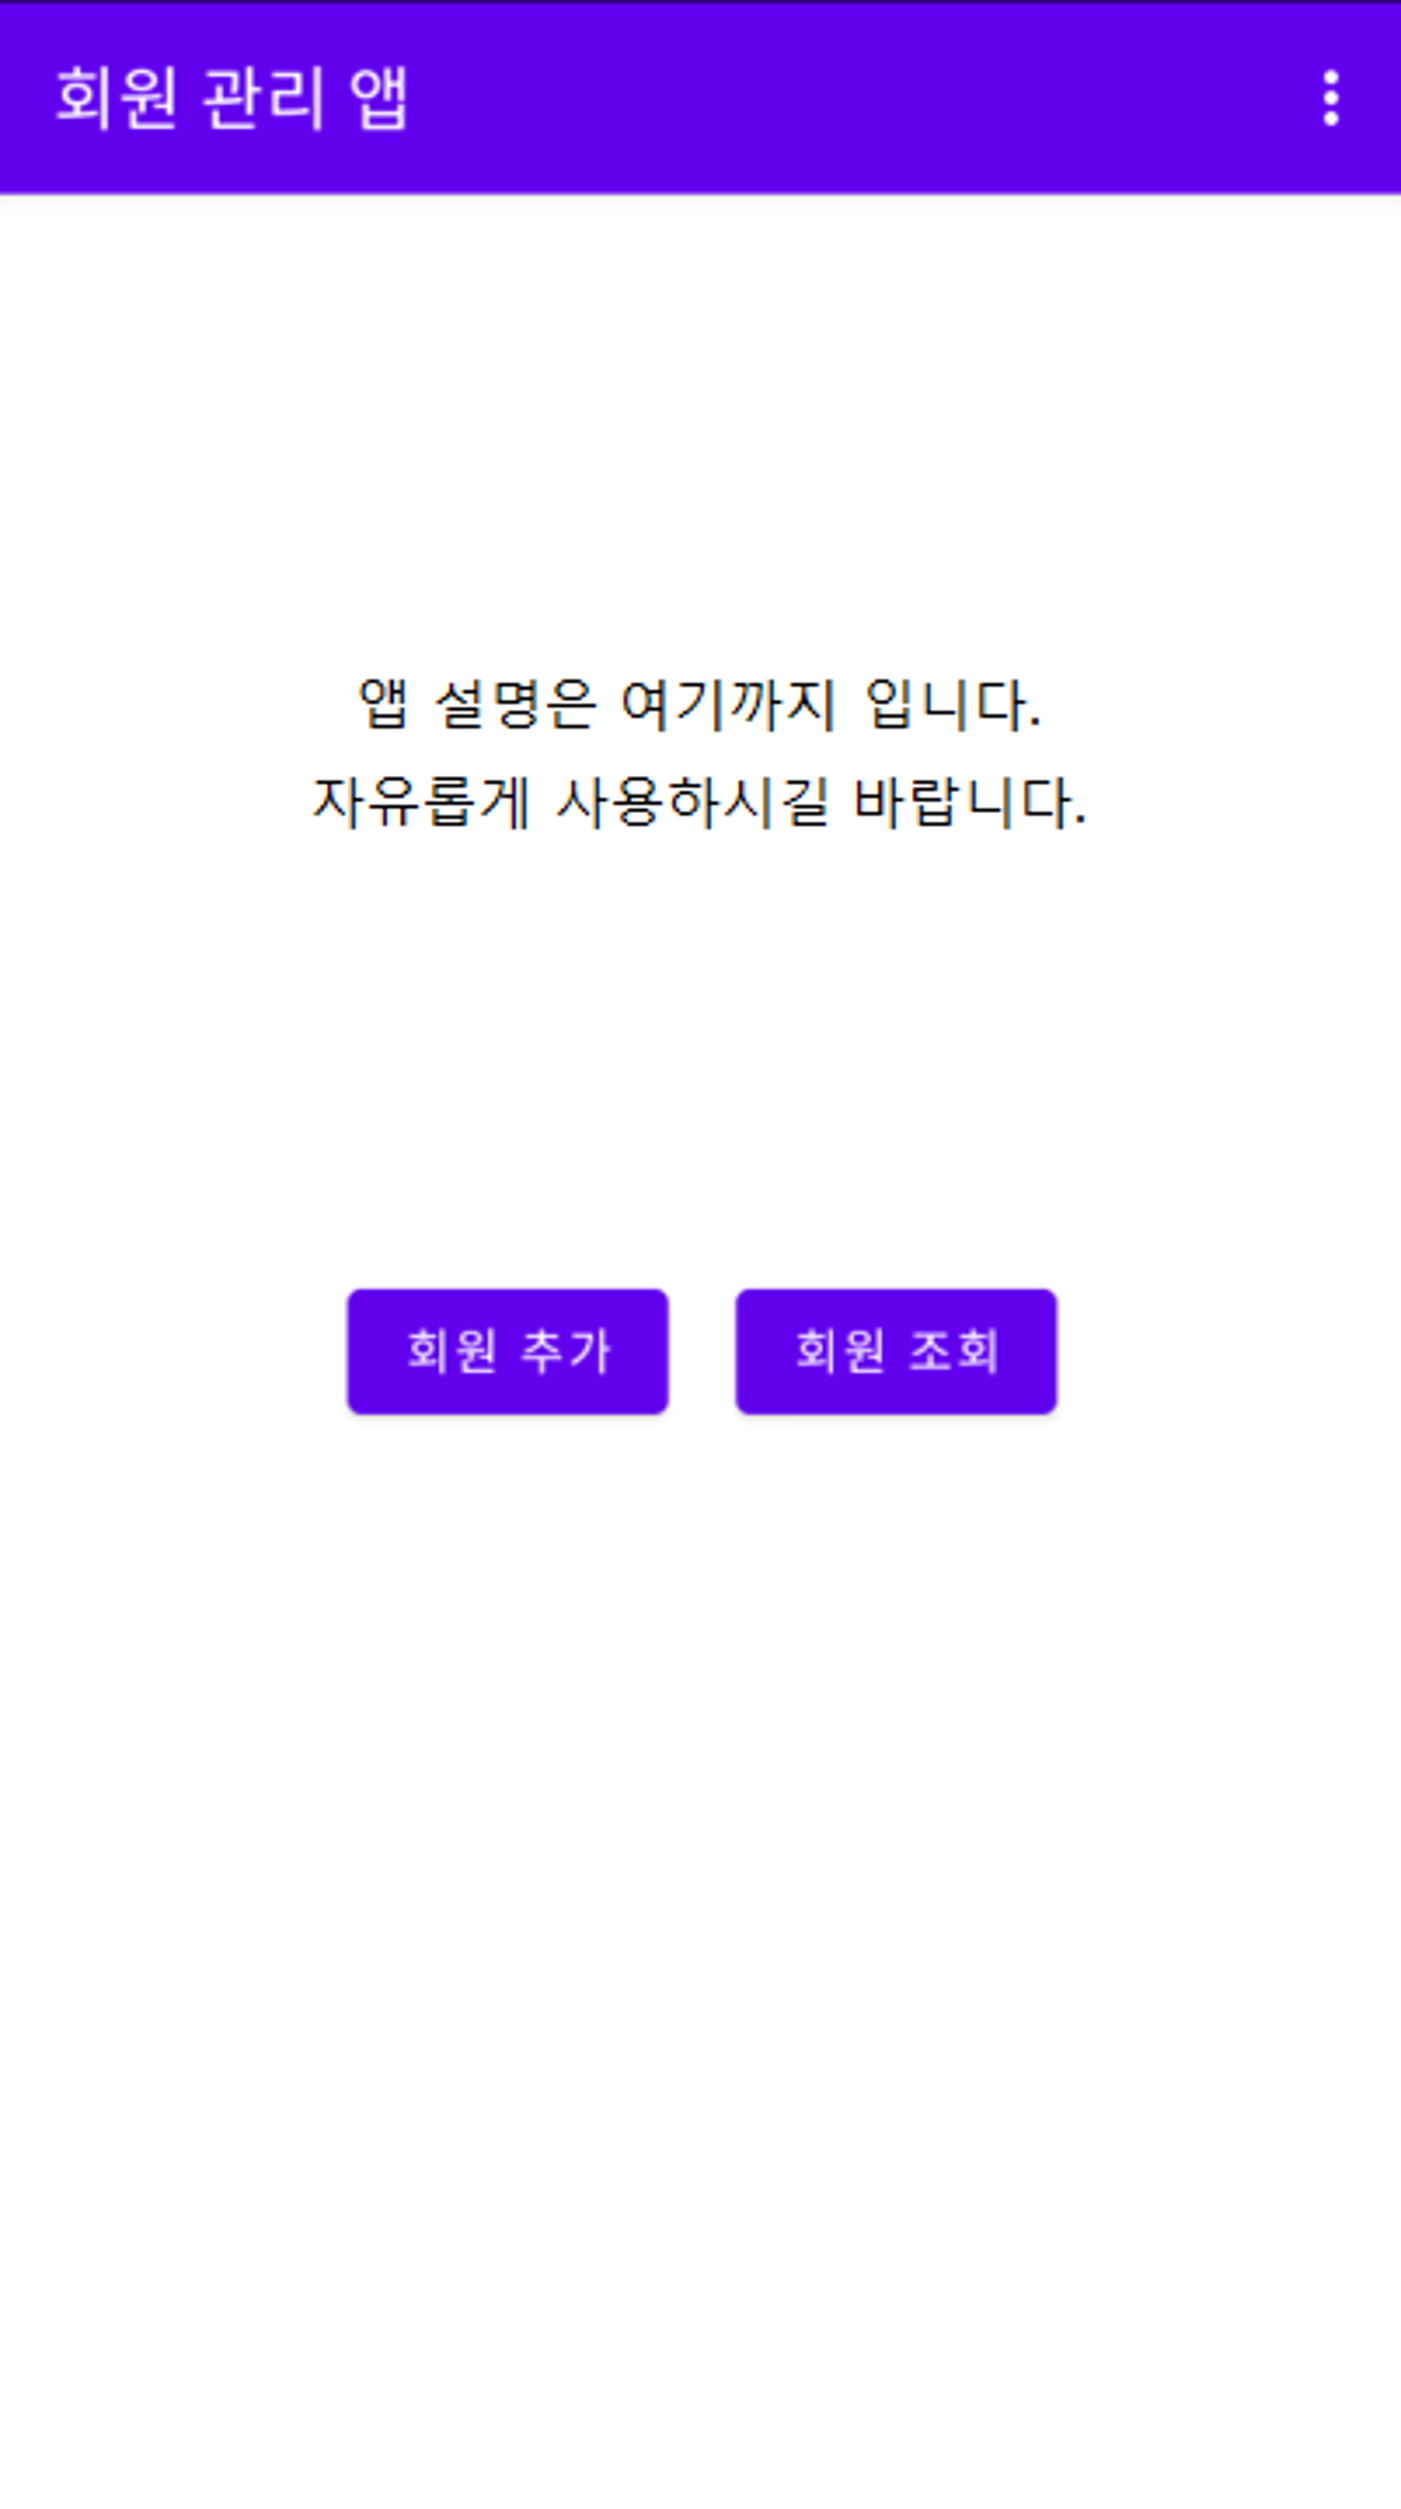 회원 관리 앱
앱 설명은 여기까지 입니다.
자유롭게 사용하시길 바랍니다.
회원 추가
회원 조회